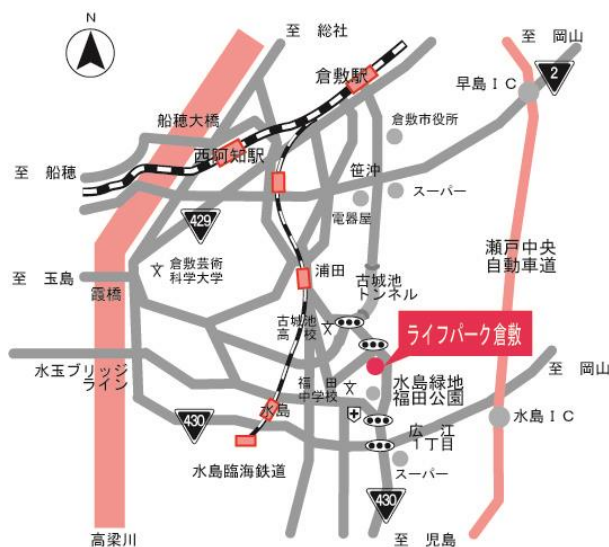 N
至 総社
至 岡山
倉敷駅
2
早島IC
船穂大橋
倉敷市役所
西阿知駅
至 船穂
笹沖
スーパー
電器屋
429
瀬戸中央
自動車道
倉敷芸術
科学大学
浦田
至 玉島
霞橋
古城池
トンネル
古城池
高 校
ライフパーク倉敷
水玉ブリッジ
ライン
至 岡山
福 田
中学校
水島緑地
福田公園
水島
430
水島IC
広 江
1丁目
水島臨海鉄道
スーパー
430
高梁川
至 児島